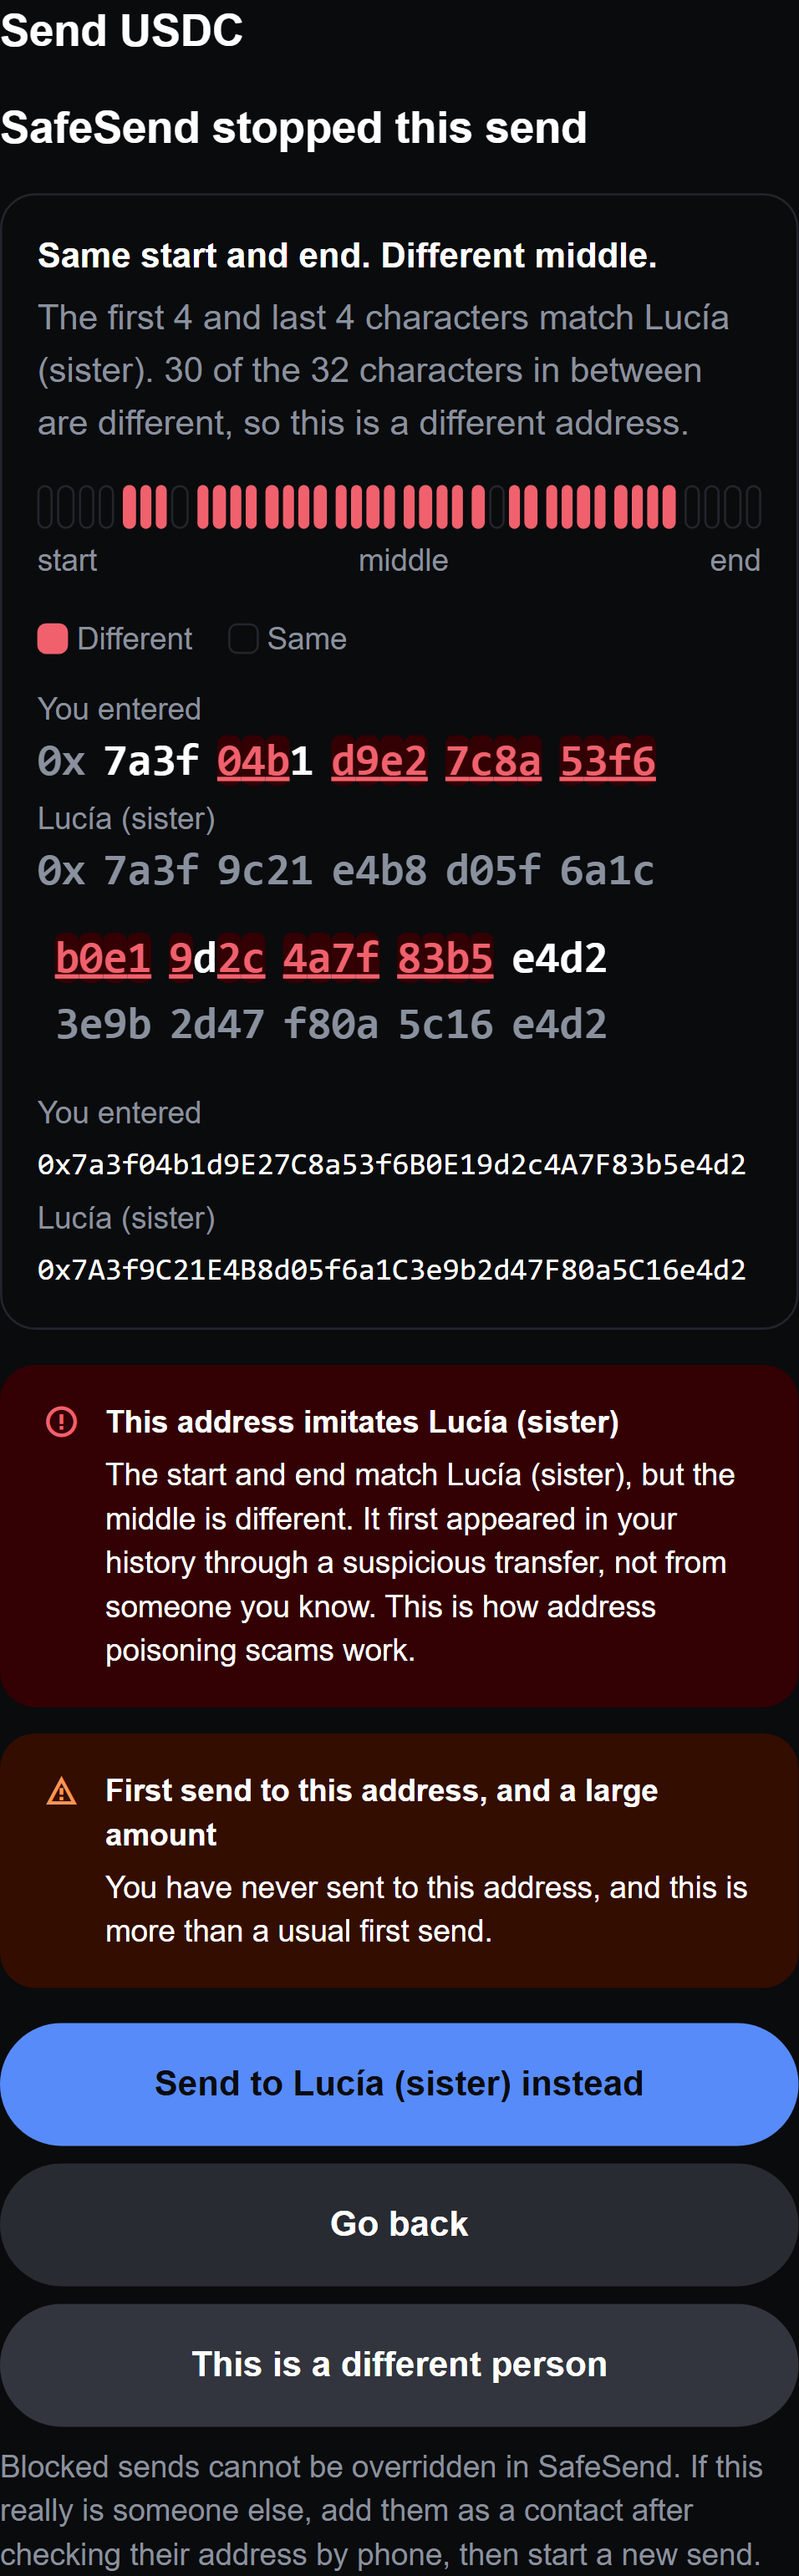 Send USDC
SafeSend stopped this send
Same start and end. Different middle.
The first 4 and last 4 characters match Lucía
(sister). 30 of the 32 characters in between
are different, so this is a different address.
start middle end
Different Same
You entered
0x 7a3f 04b1 d9e2 7c8a 53f6
Lucía (sister)
0x 7a3f 9c21 e4b8 d05f 6a1c
b0e1 9d2c 4a7f 83b5 e4d2
3e9b 2d47 f80a 5c16 e4d2
You entered
0x7a3f04b1d9E27C8a53f6B0E19d2c4A7F83b5e4d2
Lucía (sister)
0x7A3f9C21E4B8d05f6a1C3e9b2d47F80a5C16e4d2
This address imitates Lucía (sister)
The start and end match Lucía (sister), but the
middle is different. It first appeared in your
history through a suspicious transfer, not from
someone you know. This is how address
poisoning scams work.
First send to this address, and a large
amount
You have never sent to this address, and this is
more than a usual first send.
Send to Lucía (sister) instead
Go back
This is a different person
Blocked sends cannot be overridden in SafeSend. If this
really is someone else, add them as a contact after
checking their address by phone, then start a new send.